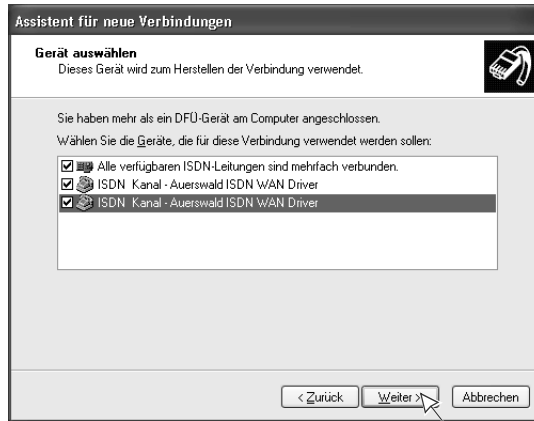 Assistent für neue Verbindungen
Gerät auswählen
Dieses Gerät wird zum Herstellen der Verbindung verwendet.
Sie haben mehr als ein DFÜ-Gerät am Computer angeschlossen.
Wählen Sie die Geräte, die für diese Verbindung verwendet werden sollen:
Alle verfügbaren ISDN-Leitungen sind mehrfach verbunden.
ISDN Kanal - Auerswald ISDN WAN Driver
ISDN Kanal - Auerswald ISDN WAN Driver
< Zurück Weiter > Abbrechen